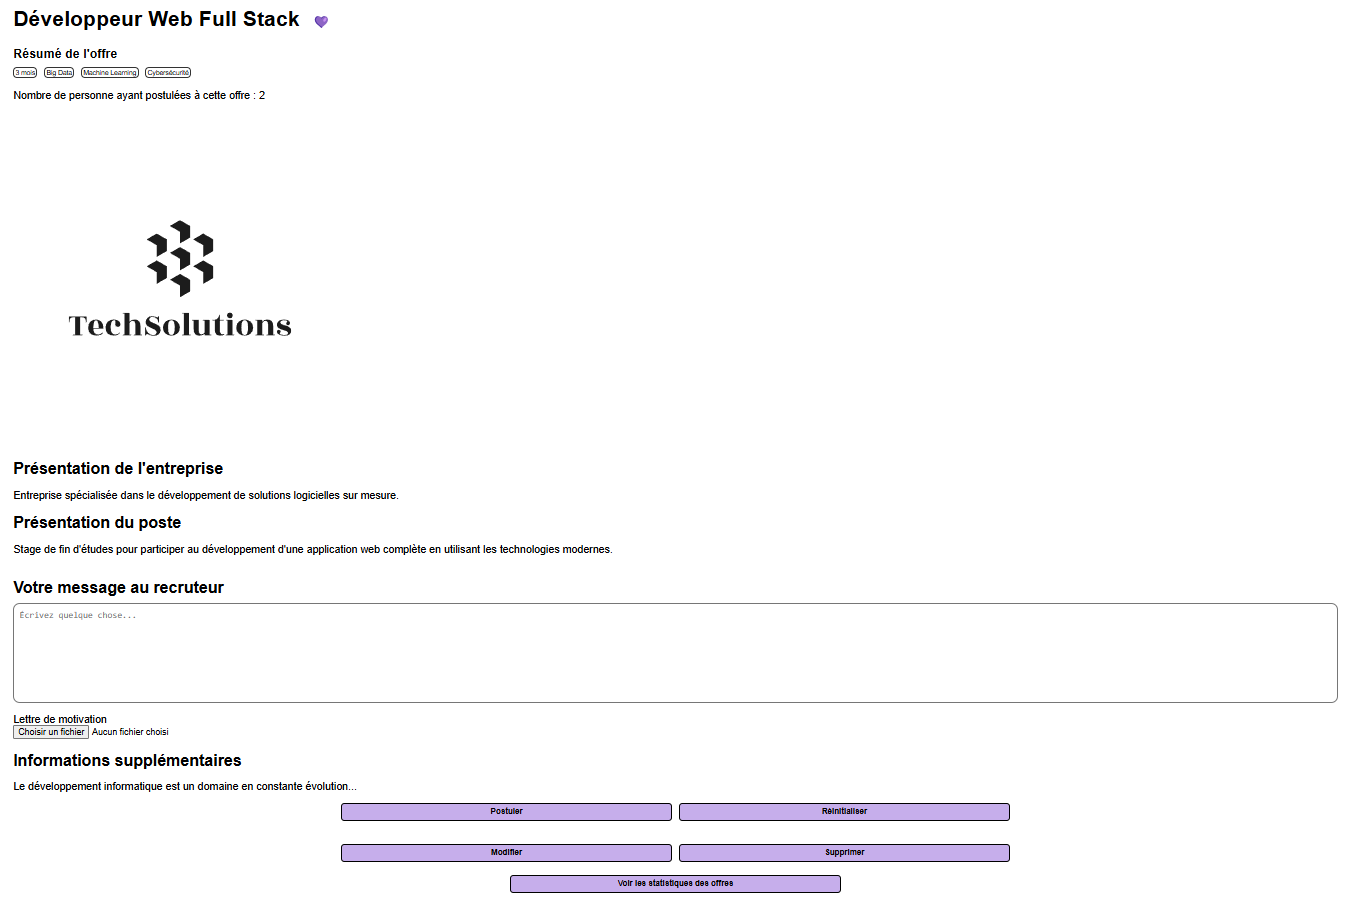 Développeur Web Full Stack 💜
Résumé de l'offre
3 mois Big Data Machine Learning Cybersécurité
Nombre de personne ayant postulées à cette offre : 2
TechSolutions
Présentation de l'entreprise
Entreprise spécialisée dans le développement de solutions logicielles sur mesure.
Présentation du poste
Stage de fin d'études pour participer au développement d'une application web complète en utilisant les technologies modernes.
Votre message au recruteur
Écrivez quelque chose...
Lettre de motivation
Choisir un fichier Aucun fichier choisi
Informations supplémentaires
Le développement informatique est un domaine en constante évolution...
Postuler Réinitialiser
Modifier Supprimer
Voir les statistiques des offres